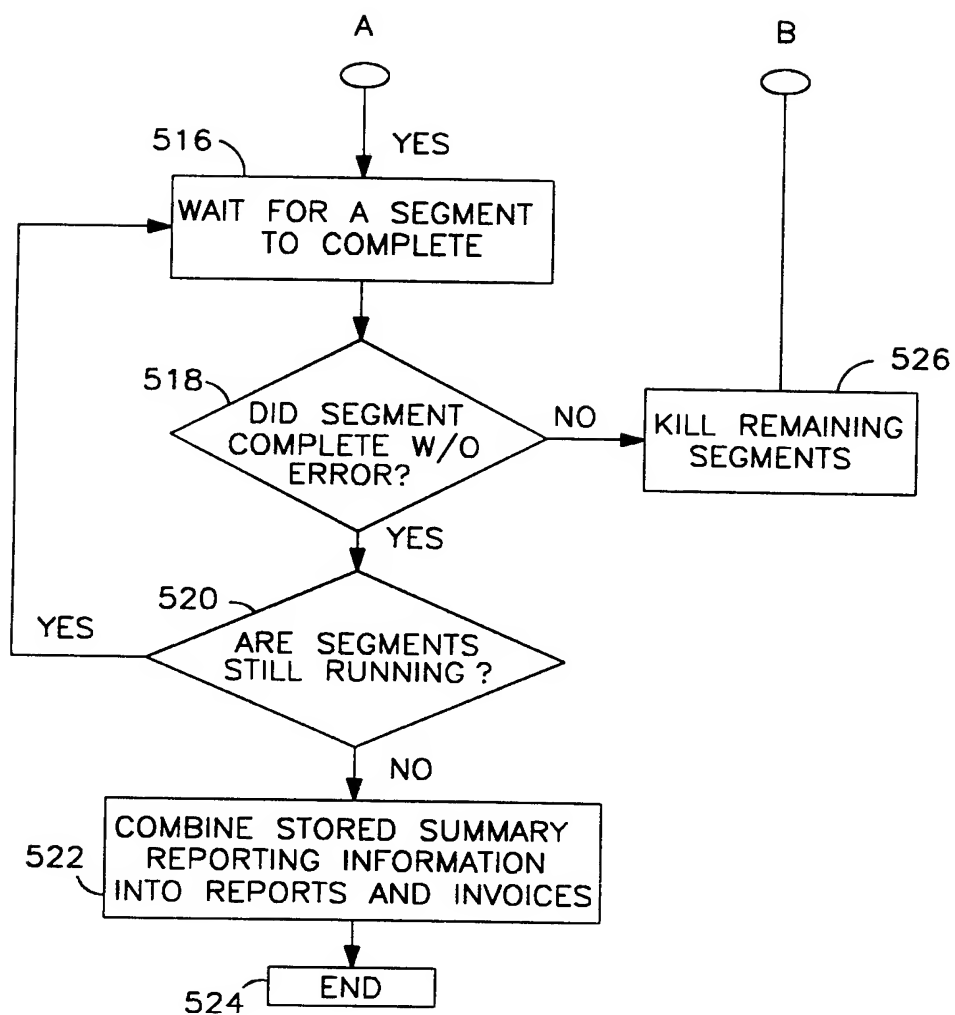 A
B
YES
516
WAIT FOR A SEGMENT
TO COMPLETE
526
518
DID SEGMENT
COMPLETE W/O
ERROR?
NO
KILL REMAINING
SEGMENTS
YES
520
YES
ARE SEGMENTS
STILL RUNNING?
NO
522
COMBINE STORED SUMMARY
REPORTING INFORMATION
INTO REPORTS AND INVOICES
524
END